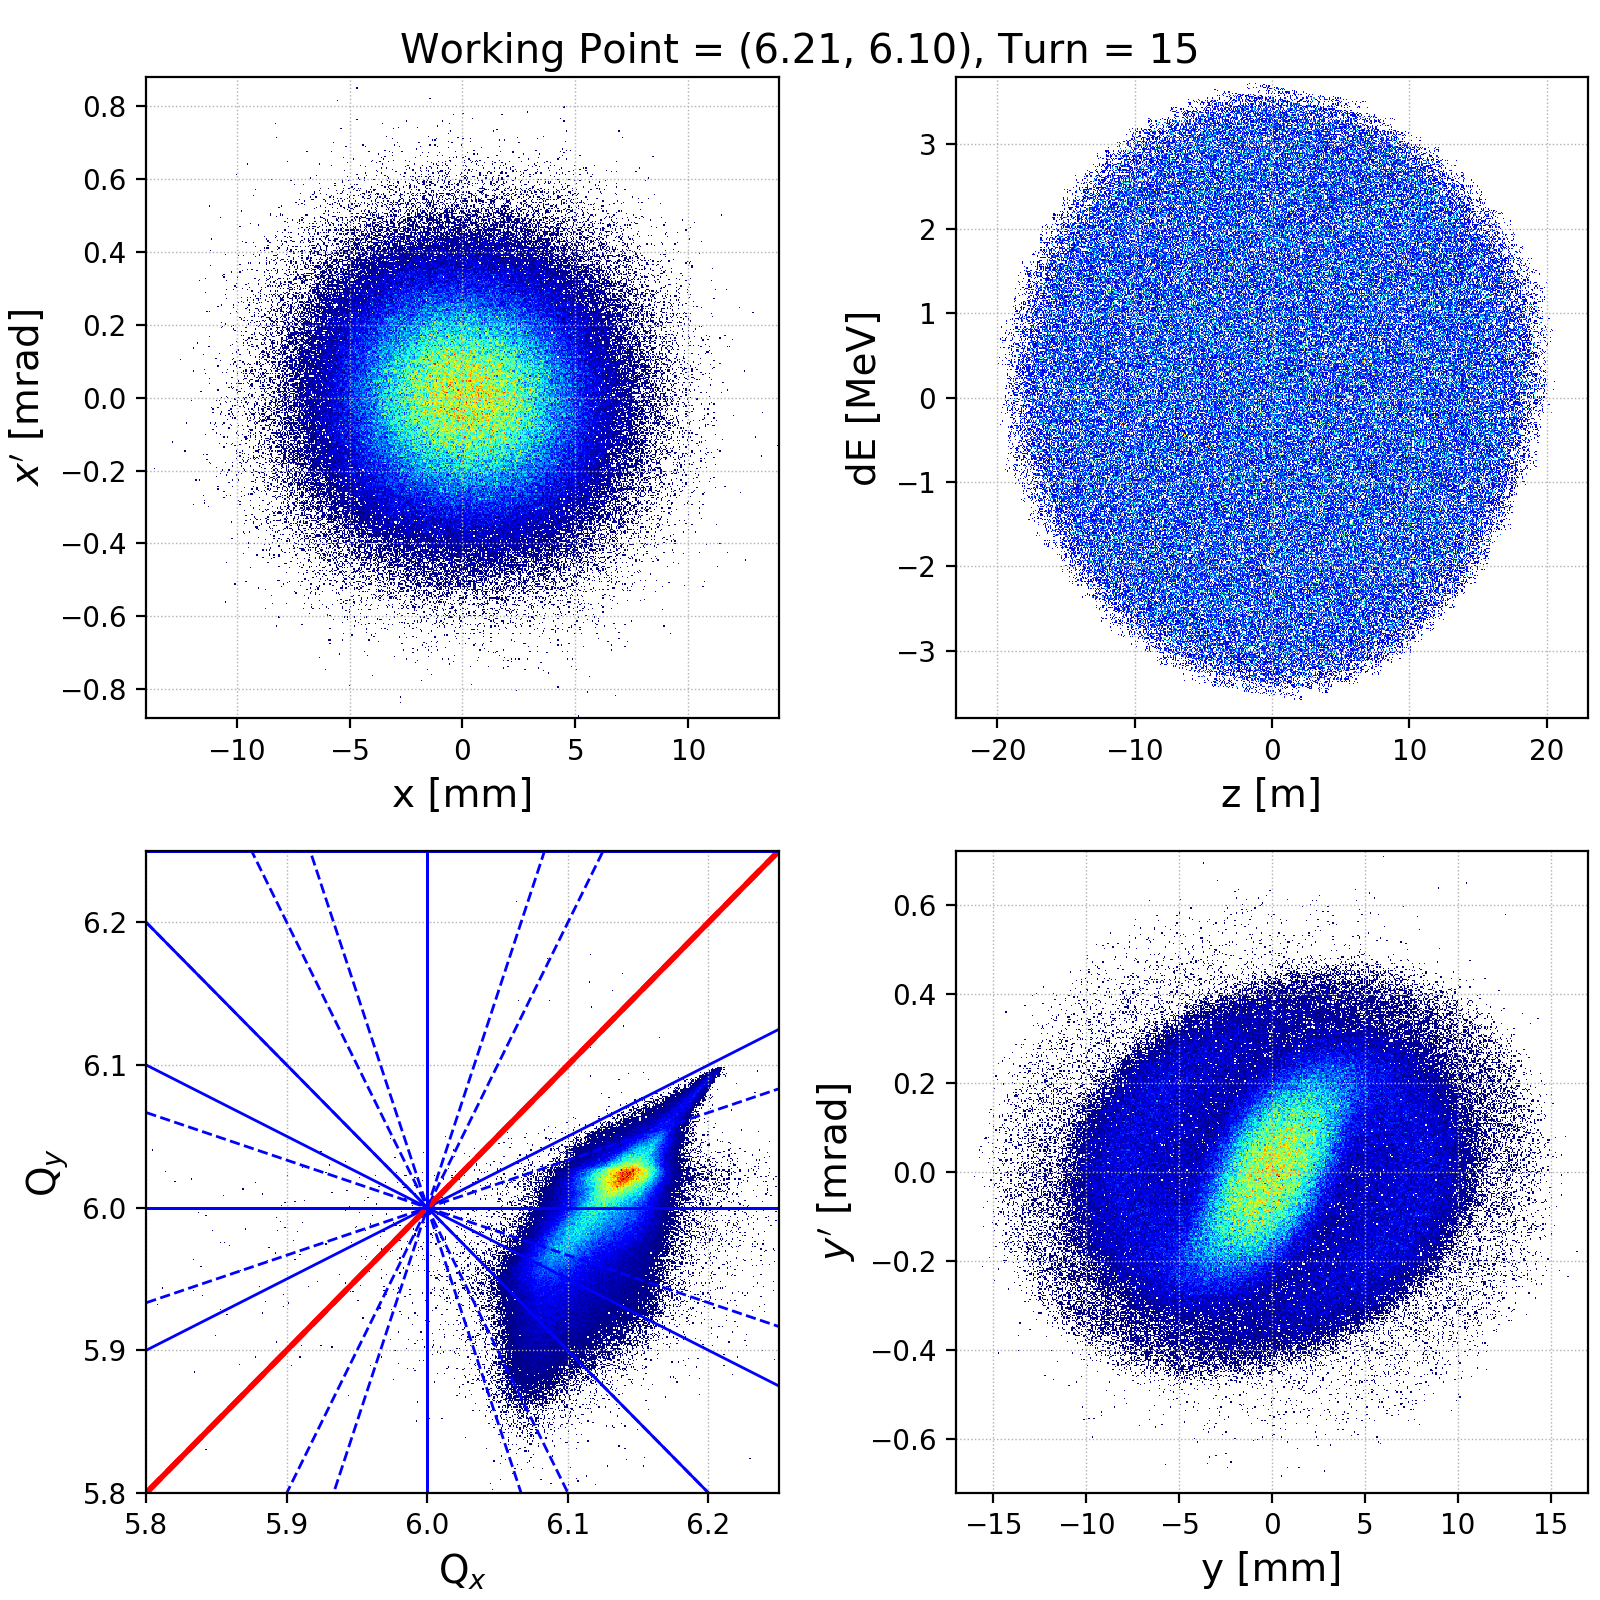 Working Point = (6.21, 6.10), Turn = 15
x′ [mrad]
0.8
0.6
0.4
0.2
0.0
−0.2
−0.4
−0.6
−0.8
−10 −5 0 5 10
x [mm]
dE [MeV]
3
2
1
0
−1
−2
−3
−20 −10 0 10 20
z [m]
Qy
6.2
6.1
6.0
5.9
5.8
5.8 5.9 6.0 6.1 6.2
Qx
y′ [mrad]
0.6
0.4
0.2
0.0
−0.2
−0.4
−0.6
−15 −10 −5 0 5 10 15
y [mm]